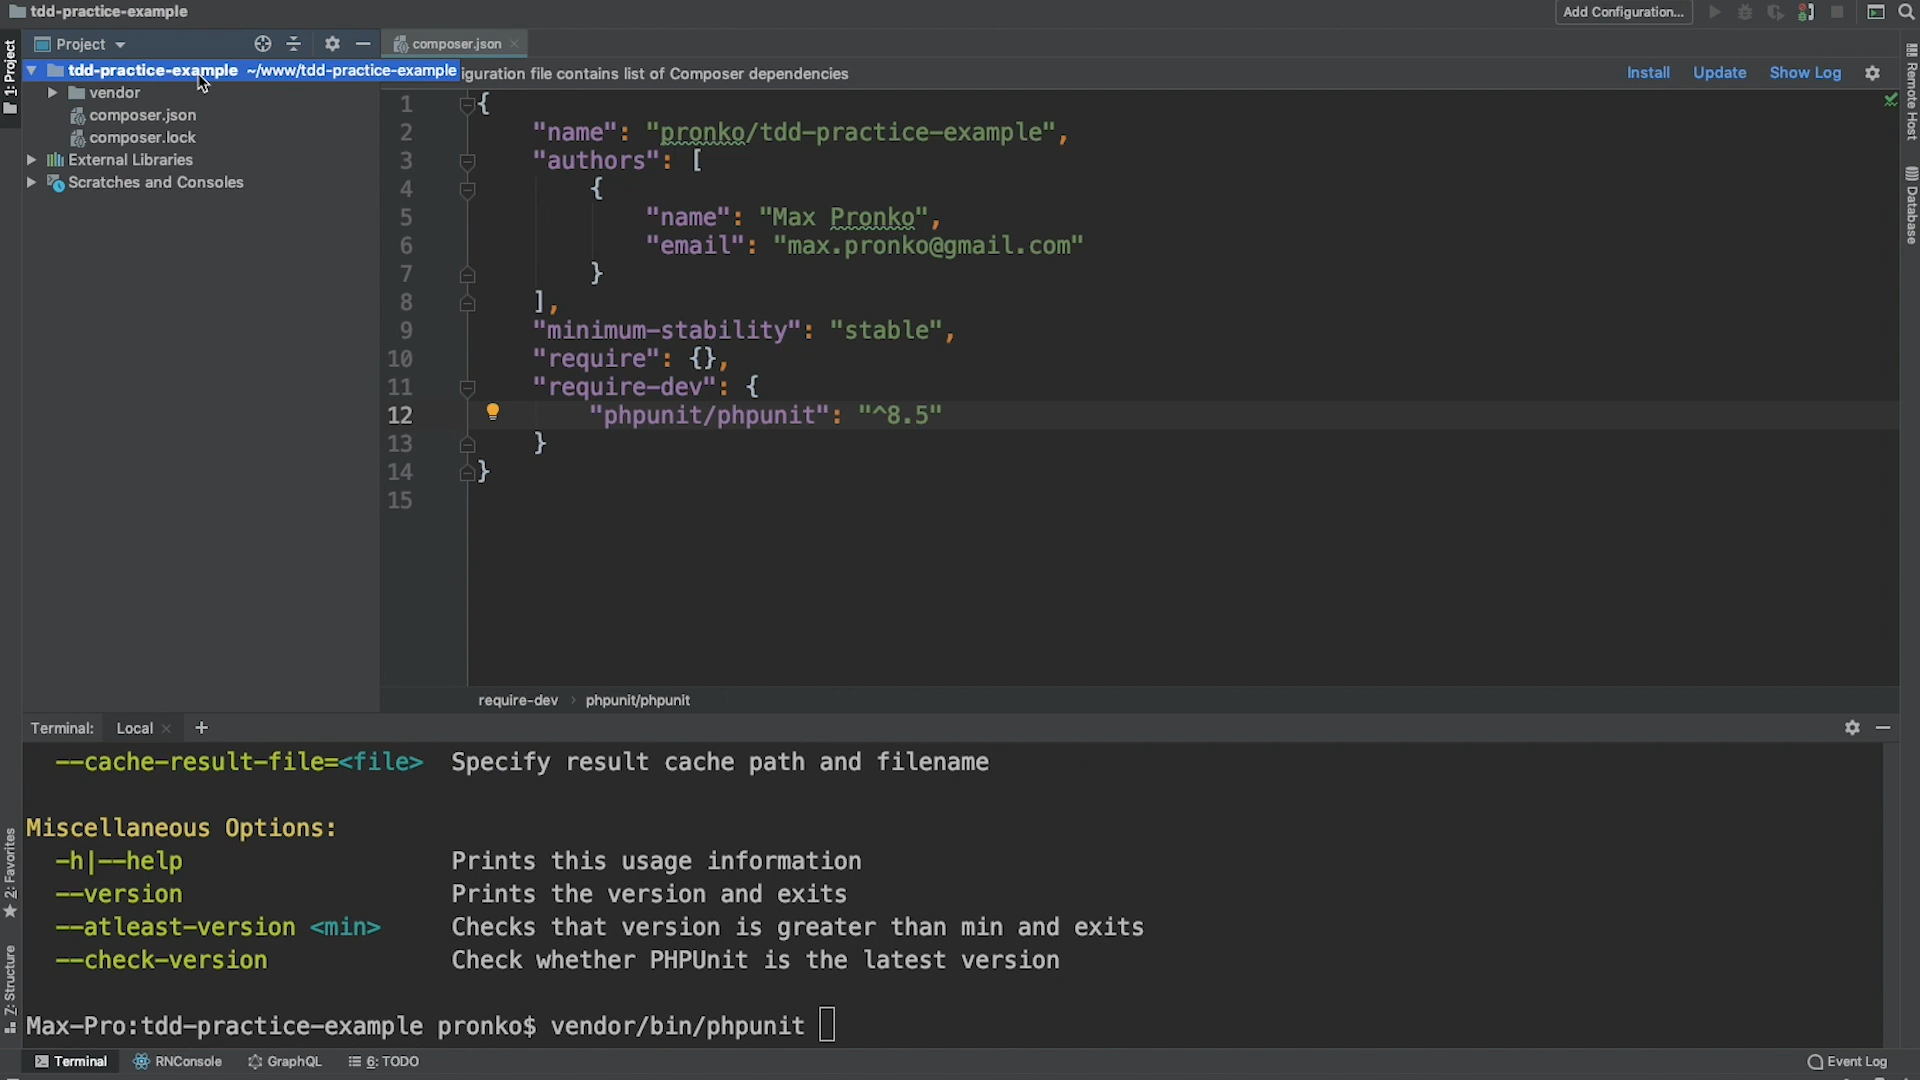 tdd-practice-example
Add Configuration...
1: Project
Project
composer.json
tdd-practice-example ~/www/tdd-practice-example
iguration file contains list of Composer dependencies
Install Update Show Log
vendor
composer.json
composer.lock
External Libraries
Scratches and Consoles
Remote Host
Database
1 {
2 "name": "pronko/tdd-practice-example",
3 "authors": [
4 {
5 "name": "Max Pronko",
6 "email": "max.pronko@gmail.com"
7 }
8 ],
9 "minimum-stability": "stable",
10 "require": {},
11 "require-dev": {
12 "phpunit/phpunit": "^8.5"
13 }
14 }
15
require-dev › phpunit/phpunit
Terminal: Local +
--cache-result-file=<file> Specify result cache path and filename
Miscellaneous Options:
-h|--help Prints this usage information
--version Prints the version and exits
--atleast-version <min> Checks that version is greater than min and exits
--check-version Check whether PHPUnit is the latest version
Max-Pro:tdd-practice-example pronko$ vendor/bin/phpunit
2: Favorites
Z: Structure
Terminal RNConsole GraphQL 6: TODO Event Log